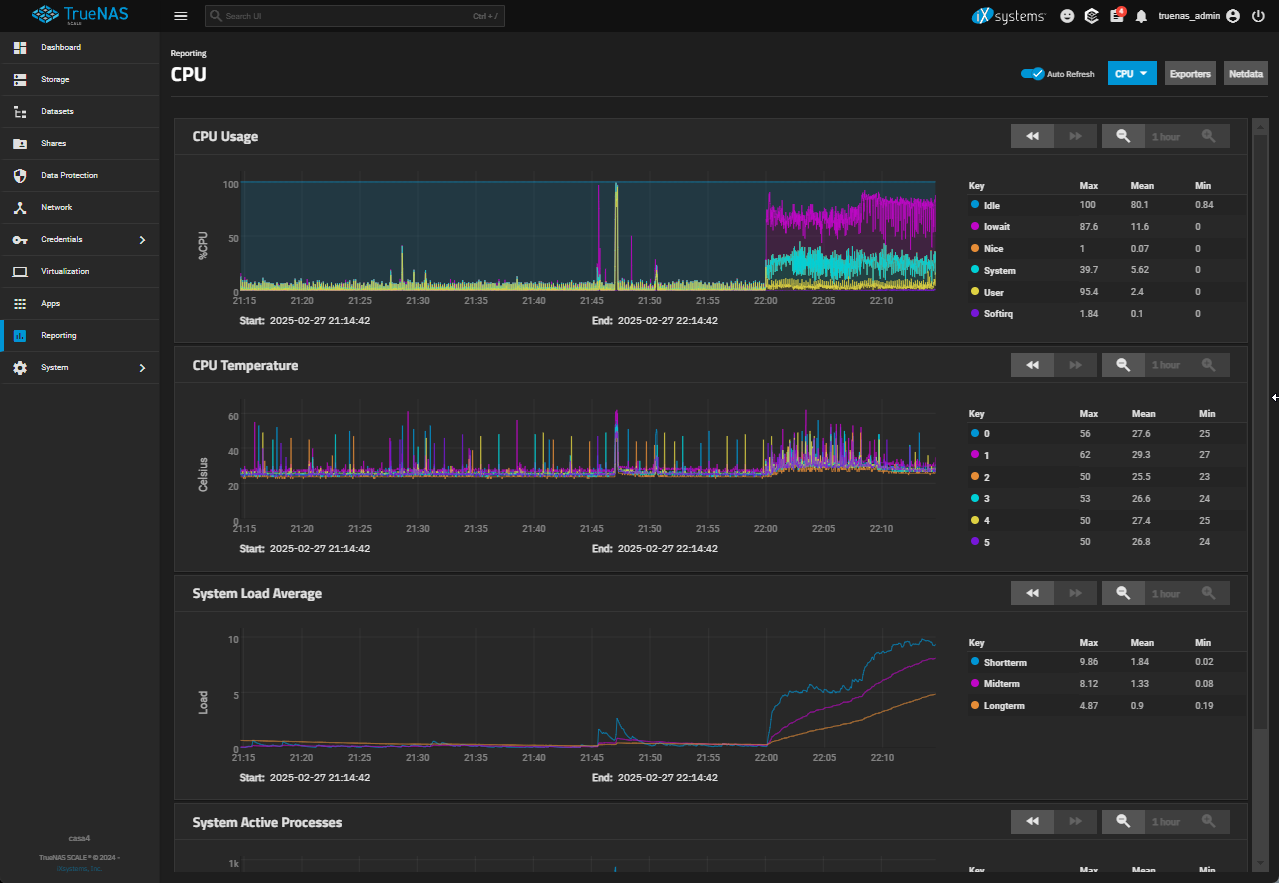 TrueNAS
SCALE
Search UI
Ctrl + /
iXsystems
4
truenas_admin
Dashboard
Storage
Datasets
Shares
Data Protection
Network
Credentials
Virtualization
Apps
Reporting
System
casa4
TrueNAS SCALE ® © 2024 -
iXsystems, Inc.
Reporting
CPU
Auto Refresh
CPU
Exporters
Netdata
CPU Usage
1 hour
%CPU
100
50
0
21:15 21:20 21:25 21:30 21:35 21:40 21:45 21:50 21:55 22:00 22:05 22:10
Start: 2025-02-27 21:14:42
End: 2025-02-27 22:14:42
Key Max Mean Min
Idle 100 80.1 0.84
Iowait 87.6 11.6 0
Nice 1 0.07 0
System 39.7 5.62 0
User 95.4 2.4 0
Softirq 1.84 0.1 0
CPU Temperature
1 hour
Celsius
60
40
20
0
21:15 21:20 21:25 21:30 21:35 21:40 21:45 21:50 21:55 22:00 22:05 22:10
Start: 2025-02-27 21:14:42
End: 2025-02-27 22:14:42
Key Max Mean Min
0 56 27.6 25
1 62 29.3 27
2 50 25.5 23
3 53 26.6 24
4 50 27.4 25
5 50 26.8 24
System Load Average
1 hour
Load
10
5
0
21:15 21:20 21:25 21:30 21:35 21:40 21:45 21:50 21:55 22:00 22:05 22:10
Start: 2025-02-27 21:14:42
End: 2025-02-27 22:14:42
Key Max Mean Min
Shortterm 9.86 1.84 0.02
Midterm 8.12 1.33 0.08
Longterm 4.87 0.9 0.19
System Active Processes
1 hour
1k
Key Max Mean Min